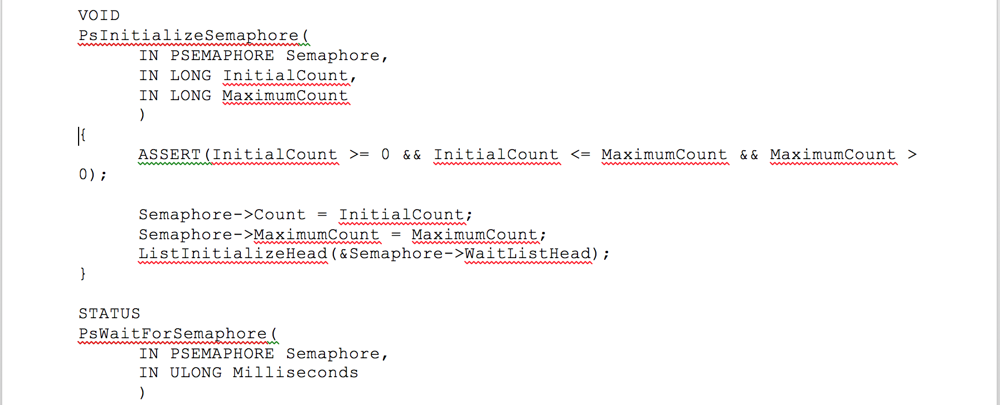 VOID
PsInitializeSemaphore(
IN PSEMAPHORE Semaphore,
IN LONG InitialCount,
IN LONG MaximumCount
)
{
ASSERT(InitialCount >= 0 && InitialCount <= MaximumCount && MaximumCount >
0);
Semaphore->Count = InitialCount;
Semaphore->MaximumCount = MaximumCount;
ListInitializeHead(&Semaphore->WaitListHead);
}
STATUS
PsWaitForSemaphore(
IN PSEMAPHORE Semaphore,
IN ULONG Milliseconds
)